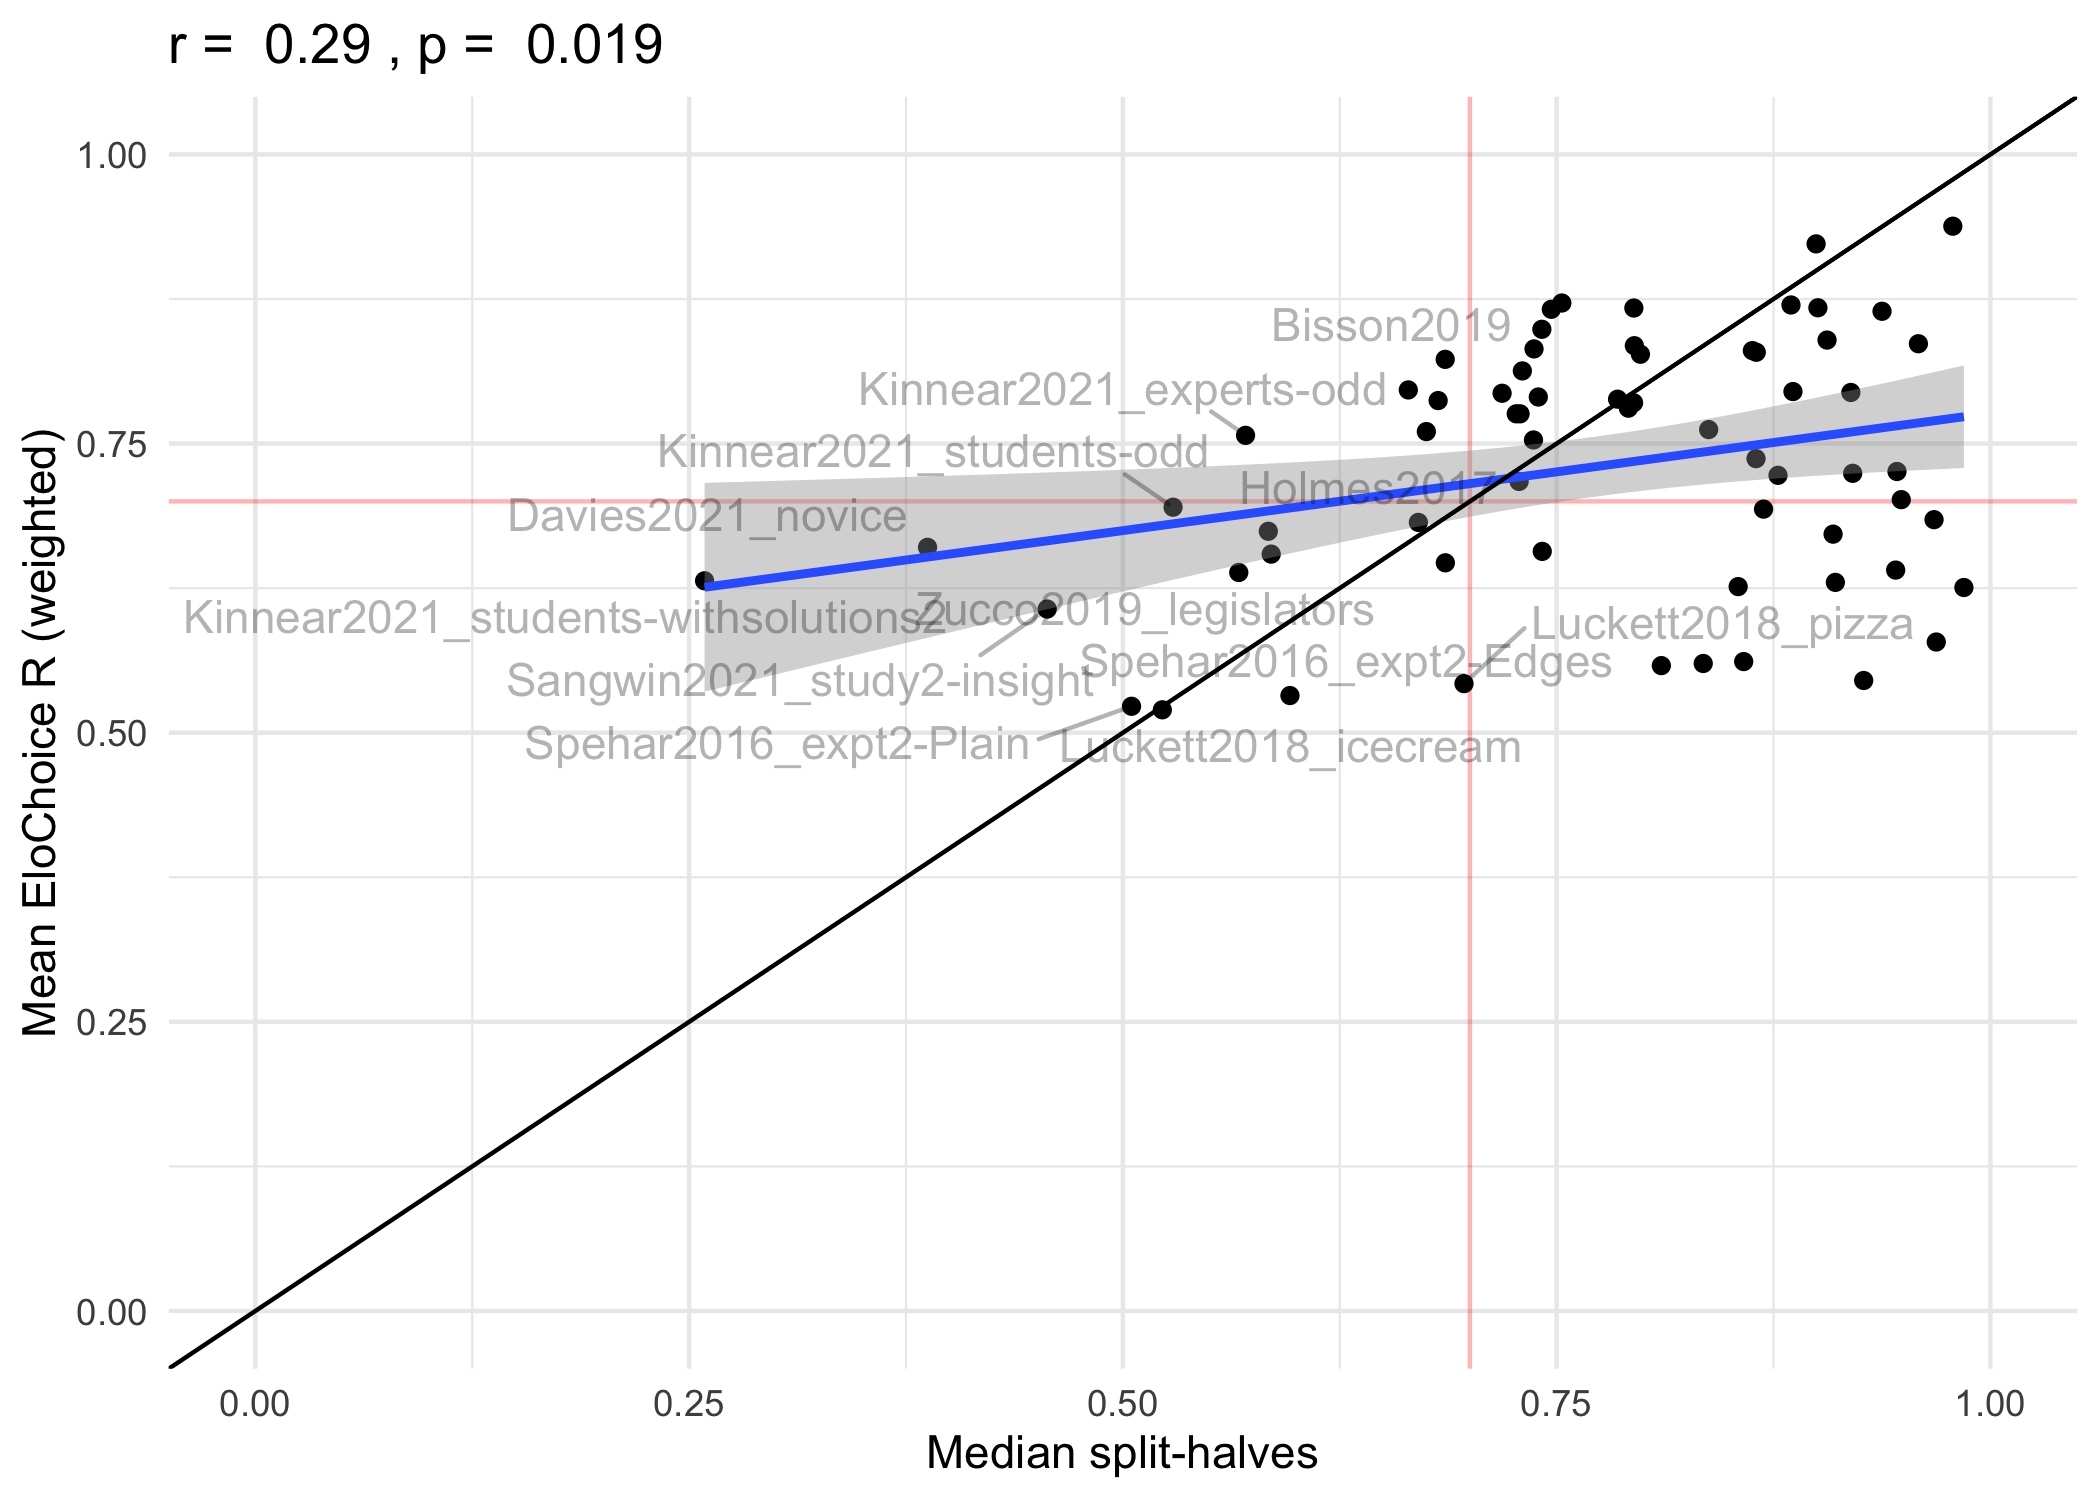 r =  0.29 , p =  0.019
Mean EloChoice R (weighted)
1.00
0.75
0.50
0.25
0.00
Bisson2019
Kinnear2021_experts-odd
Kinnear2021_students-odd
Holmes2017
Davies2021_novice
Kinnear2021_students-withsolutions2
Zucco2019_legislators
Luckett2018_pizza
Spehar2016_expt2-Edges
Sangwin2021_study2-insight
Spehar2016_expt2-Plain
Luckett2018_icecream
0.00
0.25
0.50
0.75
1.00
Median split-halves